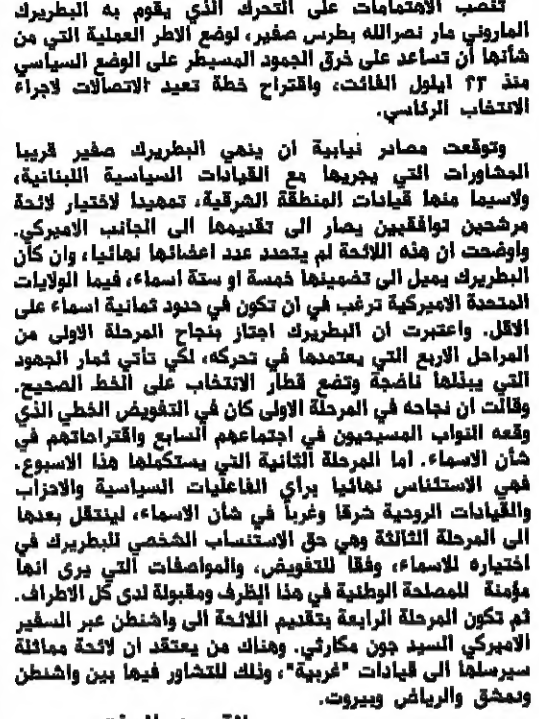 تنصب الاهتمامات على التحرك الذي يقوم به البطريرك
الماروني مار نصرالله بطرس صفير، لوضع الاطر العملية التي من
شأنها أن تساعد على خرق الجمود المسيطر على الوضع السياسي
منذ ٢٣ ايلول الفائت، واقتراح خطة تعيد الاتصالات لاجراء
الانتخاب الرئاسي.
وتوقعت مصادر نيابية ان ينهي البطريرك صفير قريبا
المشاورات التي يجريها مع القيادات السياسية اللبنانية،
ولاسيما منها قيادات المنطقة الشرقية، تمهيدا لاختيار لائحة
مرشحين توافقيين يصار الى تقديمها الى الجانب الاميركي.
واوضحت ان هذه اللائحة لم يتحدد عدد اعضائها نهائيا، وان كان
البطريرك يميل الى تضمينها خمسة او ستة اسماء، فيما الولايات
المتحدة الاميركية ترغب في ان تكون في حدود ثمانية اسماء على
الاقل. واعتبرت ان البطريرك اجتاز بنجاح المرحلة الاولى من
المراحل الاربع التي يعتمدها في تحركه، لكي تأتي ثمار الجهود
التي يبذلها ناضجة وتضع قطار الانتخاب على الخط الصحيح.
وقالت ان نجاحه في المرحلة الاولى كان في التفويض الخطي الذي
وقعه النواب المسيحيون في اجتماعهم السابع واقتراحاتهم في
شأن الاسماء. اما المرحلة الثانية التي يستكملها هذا الاسبوع.
فهي الاستئناس نهائيا برأي الفاعليات السياسية والاحزاب
والقيادات الروحية شرقا وغربا في شأن الاسماء، لينتقل بعدها
الى المرحلة الثالثة وهي حق الاستنساب الشخصي للبطريرك في
اختياره للاسماء، وفقا للتفويض، والمواصفات التي يرى انها
مؤمنة للمصلحة الوطنية في هذا الظرف ومقبولة لدى كل الاطراف.
ثم تكون المرحلة الرابعة بتقديم اللائحة الى واشنطن عبر السفير
الاميركي السيد جون مكارثي. وهناك من يعتقد ان لائحة مماثلة
سيرسلها الى قيادات "غربية"، وذلك للتشاور فيها بين واشنطن
ودمشق والرياض وبيروت.